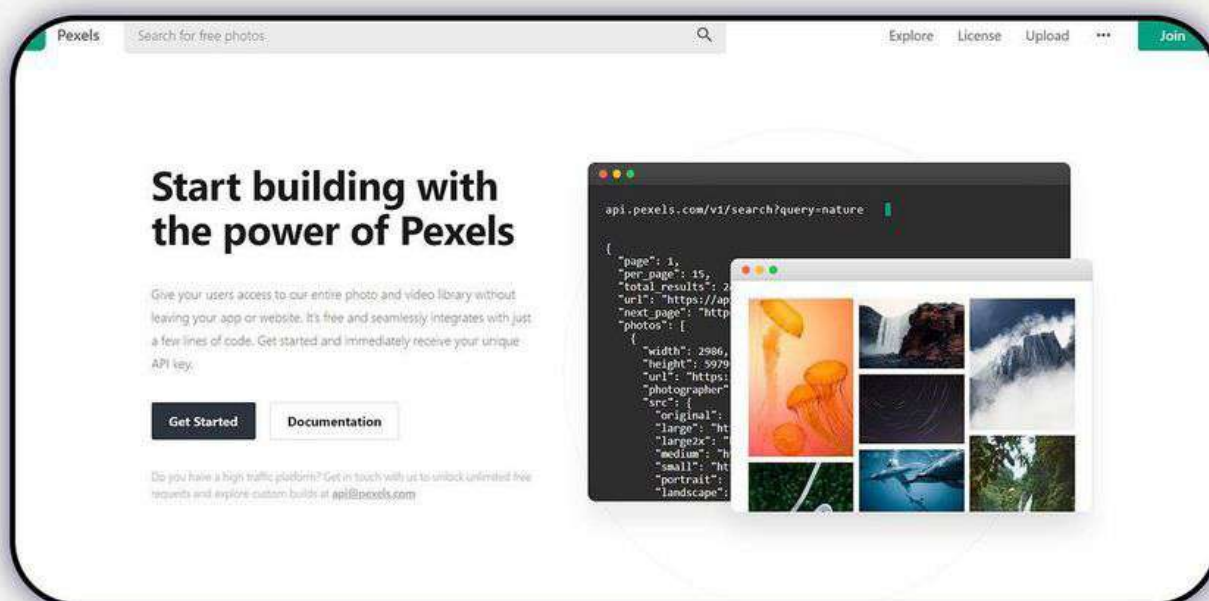 Pexels
Search for free photos
Explore License Upload •••
Join
Start building with
the power of Pexels
Give your users access to our entire photo and video library without
leaving your app or website. It's free and seamlessly integrates with just
a few lines of code. Get started and immediately receive your unique
API key.
Get Started
Documentation
Do you have a high traffic platform? Get in touch with us to unlock unlimited free
requests and explore custom builds at api@pexels.com
api.pexels.com/v1/search?query=nature
{
"page": 1,
"per_page": 15,
"total_results": 2
"url": "https://ap
"next_page": "http
"photos": [
{
"width": 2986,
"height": 5979
"url": "https:
"photographer"
"src": {
"original":
"large": "ht
"large2x": "
"medium": "h
"small": "ht
"portrait":
"landscape":